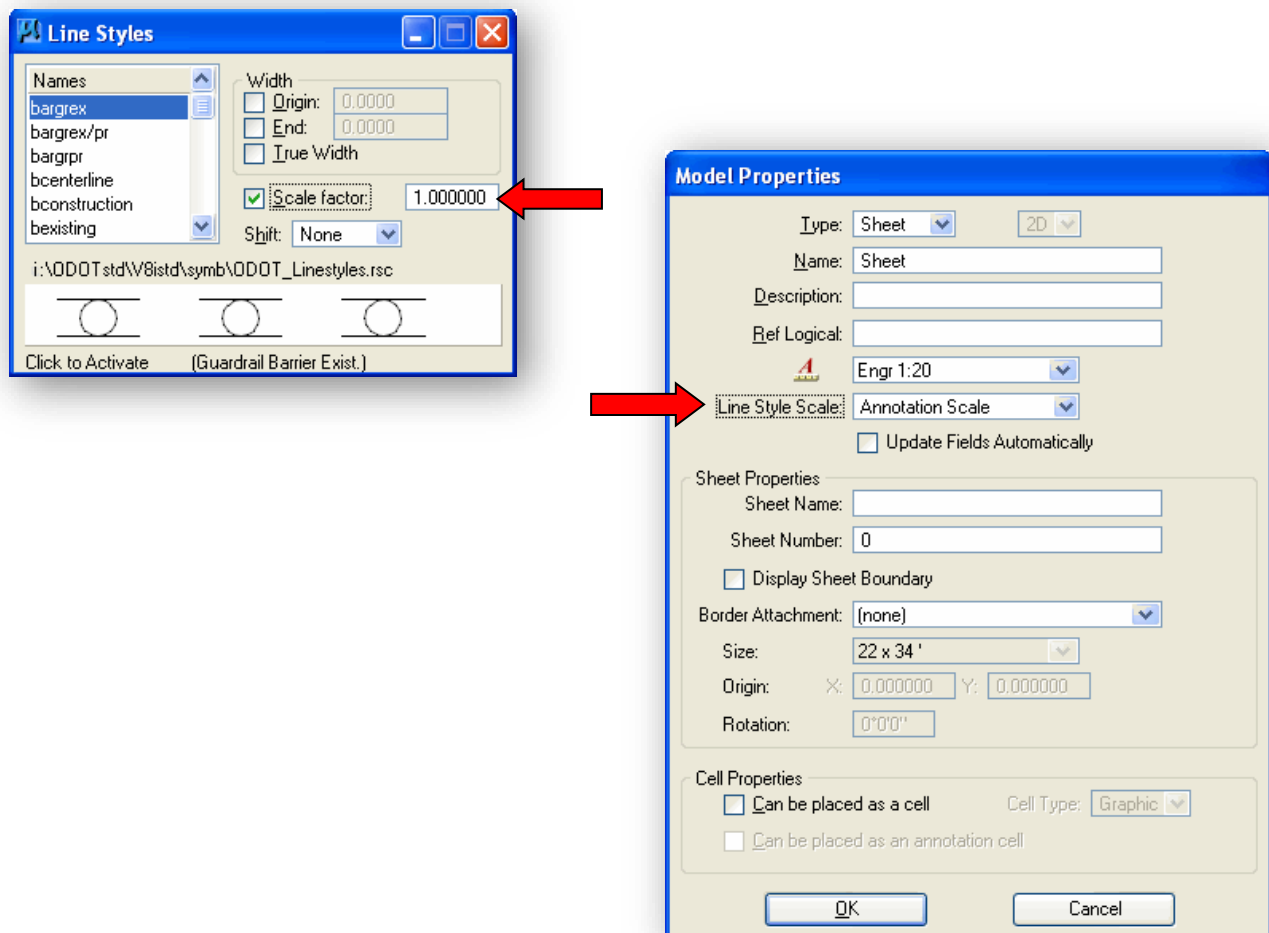 Line Styles
Names
bargrex
bargrex/pr
bargrpr
bcenterline
bconstruction
bexisting
Width
Origin: 0.0000
End: 0.0000
True Width
Scale factor: 1.000000
Shift: None
i:\ODOTstd\V8istd\symb\ODOT_Linestyles.rsc
Click to Activate (Guardrail Barrier Exist.)
Model Properties
Type: Sheet 2D
Name: Sheet
Description:
Ref Logical:
A Engr 1:20
Line Style Scale: Annotation Scale
Update Fields Automatically
Sheet Properties
Sheet Name:
Sheet Number: 0
Display Sheet Boundary
Border Attachment: (none)
Size: 22 x 34 '
Origin: X: 0.000000 Y: 0.000000
Rotation: 0°0'0"
Cell Properties
Can be placed as a cell Cell Type: Graphic
Can be placed as an annotation cell
OK Cancel